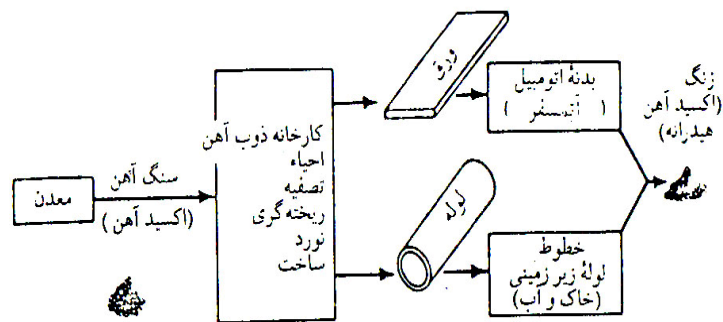 معدن
سنگ آهن
(اکسید آهن)
کارخانه ذوب آهن
احیاء
تصفیه
ریخته‌گری
نورد
ساخت
ورق
لوله
بدنهٔ اتومبیل
(اتمسفر)
خطوط
لولهٔ زیر زمینی
(خاک و آب)
زنگ
(اکسید آهن
هیدراته)